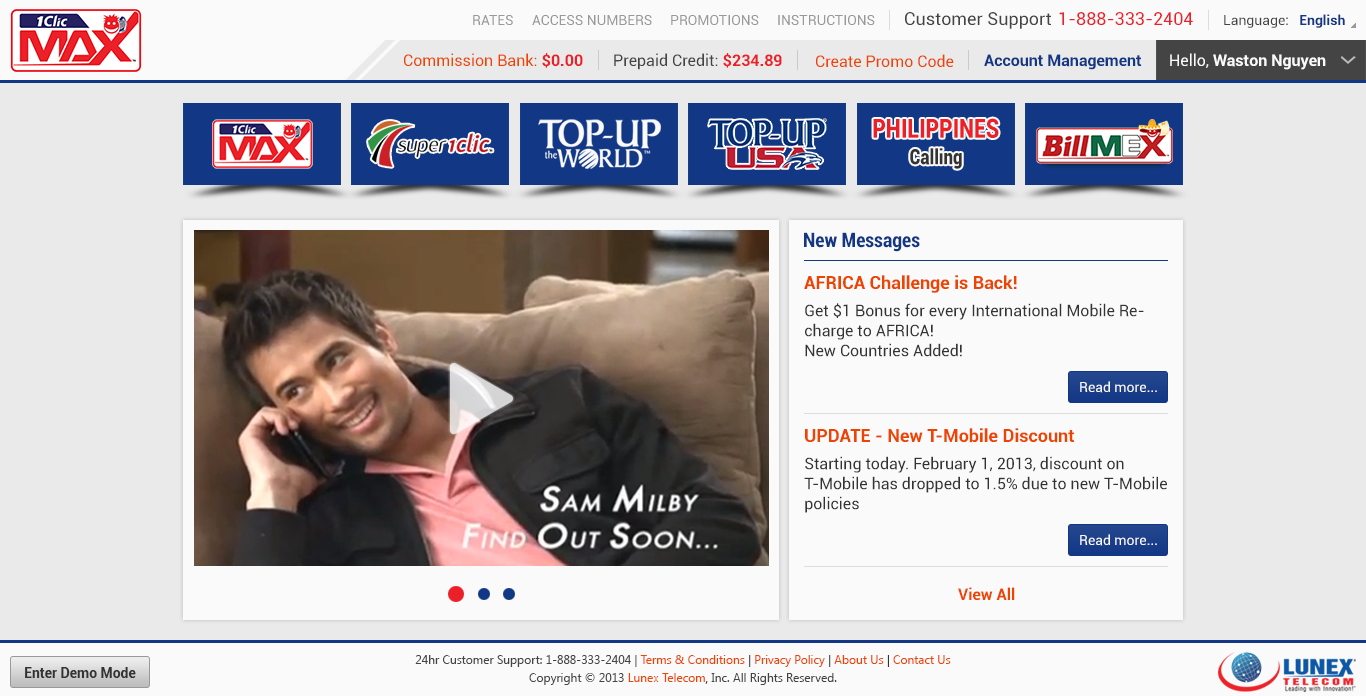 1Clic
MAX
RATES ACCESS NUMBERS PROMOTIONS INSTRUCTIONS Customer Support 1-888-333-2404 Language: English
Commission Bank: $0.00 Prepaid Credit: $234.89 Create Promo Code Account Management Hello, Waston Nguyen
1Clic
MAX
super1clic.
TOP-UP
the WORLD™
TOP-UP
USA
PHILIPPINES
Calling
BillMEX
SAM MILBY
FIND OUT SOON...
New Messages
AFRICA Challenge is Back!
Get $1 Bonus for every International Mobile Re-
charge to AFRICA!
New Countries Added!
Read more...
UPDATE - New T-Mobile Discount
Starting today. February 1, 2013, discount on
T-Mobile has dropped to 1.5% due to new T-Mobile
policies
Read more...
View All
Enter Demo Mode
24hr Customer Support: 1-888-333-2404 | Terms & Conditions | Privacy Policy | About Us | Contact Us
Copyright © 2013 Lunex Telecom, Inc. All Rights Reserved.
LUNEX
TELECOM
Leading with Innovation!